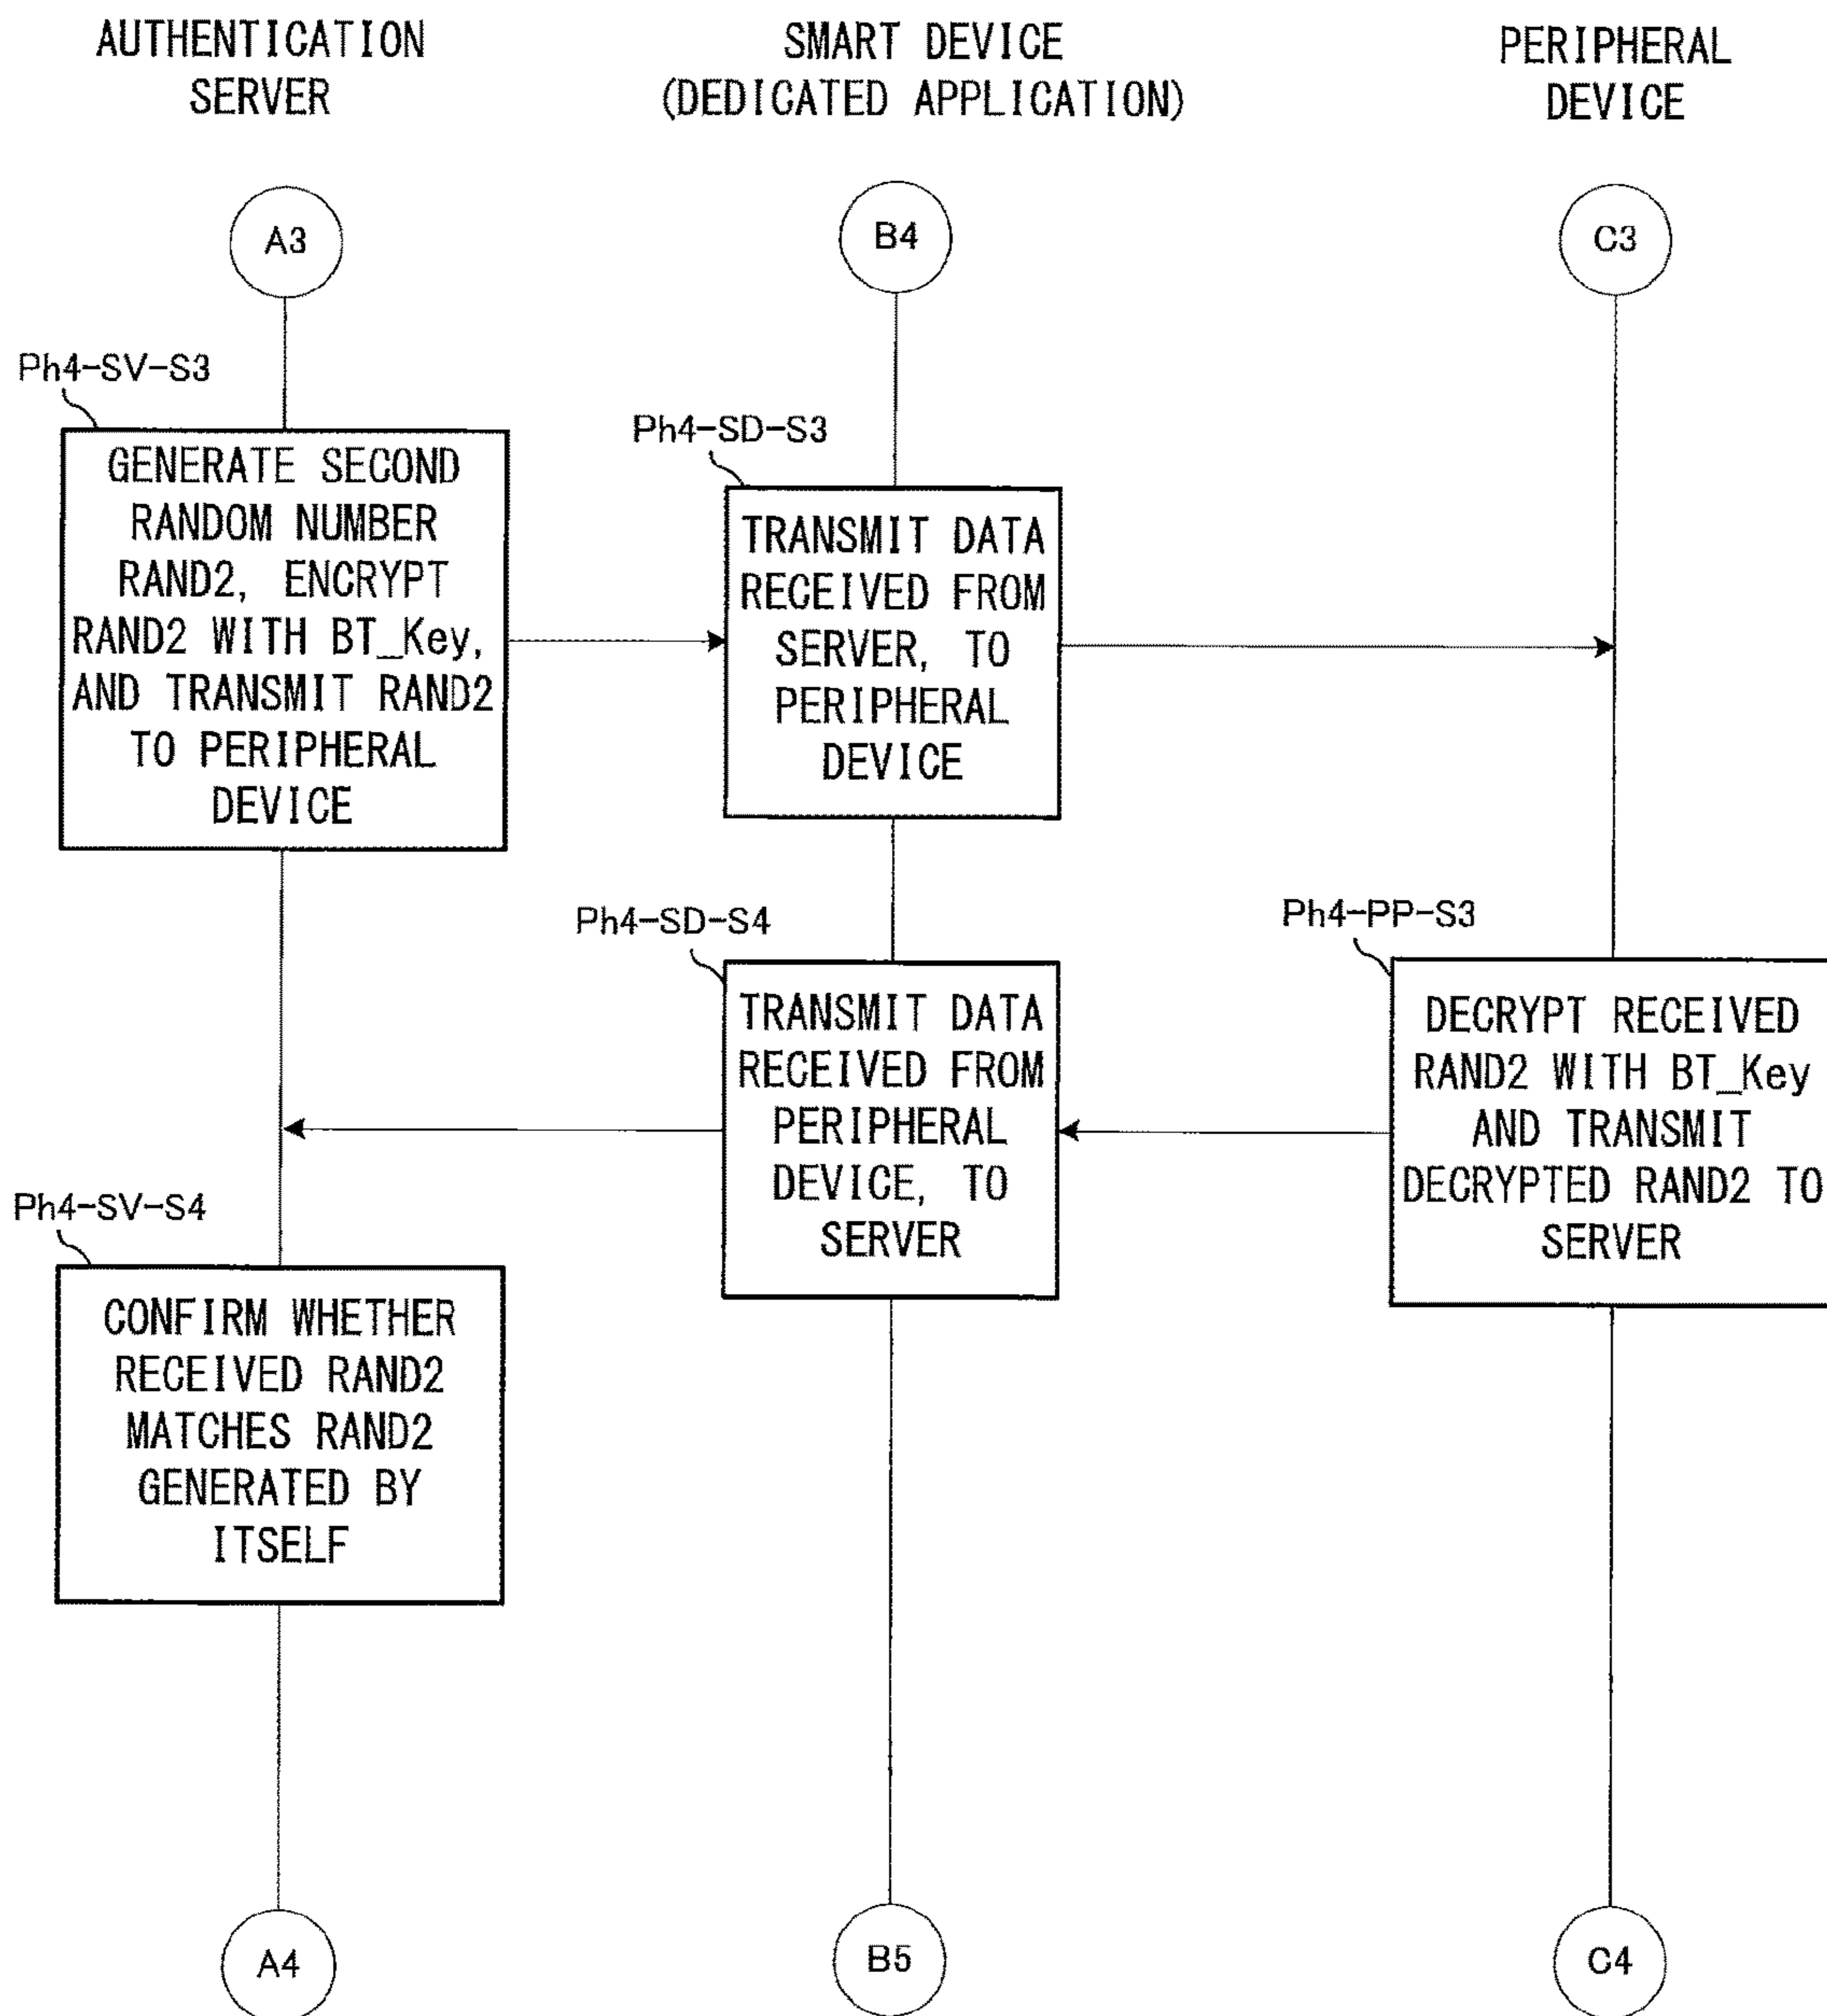 AUTHENTICATION
SERVER
SMART DEVICE
(DEDICATED APPLICATION)
PERIPHERAL
DEVICE
A3
B4
C3
Ph4-SV-S3
GENERATE SECOND
RANDOM NUMBER
RAND2, ENCRYPT
RAND2 WITH BT_Key,
AND TRANSMIT RAND2
TO PERIPHERAL
DEVICE
Ph4-SD-S3
TRANSMIT DATA
RECEIVED FROM
SERVER, TO
PERIPHERAL
DEVICE
Ph4-PP-S3
DECRYPT RECEIVED
RAND2 WITH BT_Key
AND TRANSMIT
DECRYPTED RAND2 TO
SERVER
Ph4-SD-S4
TRANSMIT DATA
RECEIVED FROM
PERIPHERAL
DEVICE, TO
SERVER
Ph4-SV-S4
CONFIRM WHETHER
RECEIVED RAND2
MATCHES RAND2
GENERATED BY
ITSELF
A4
B5
C4